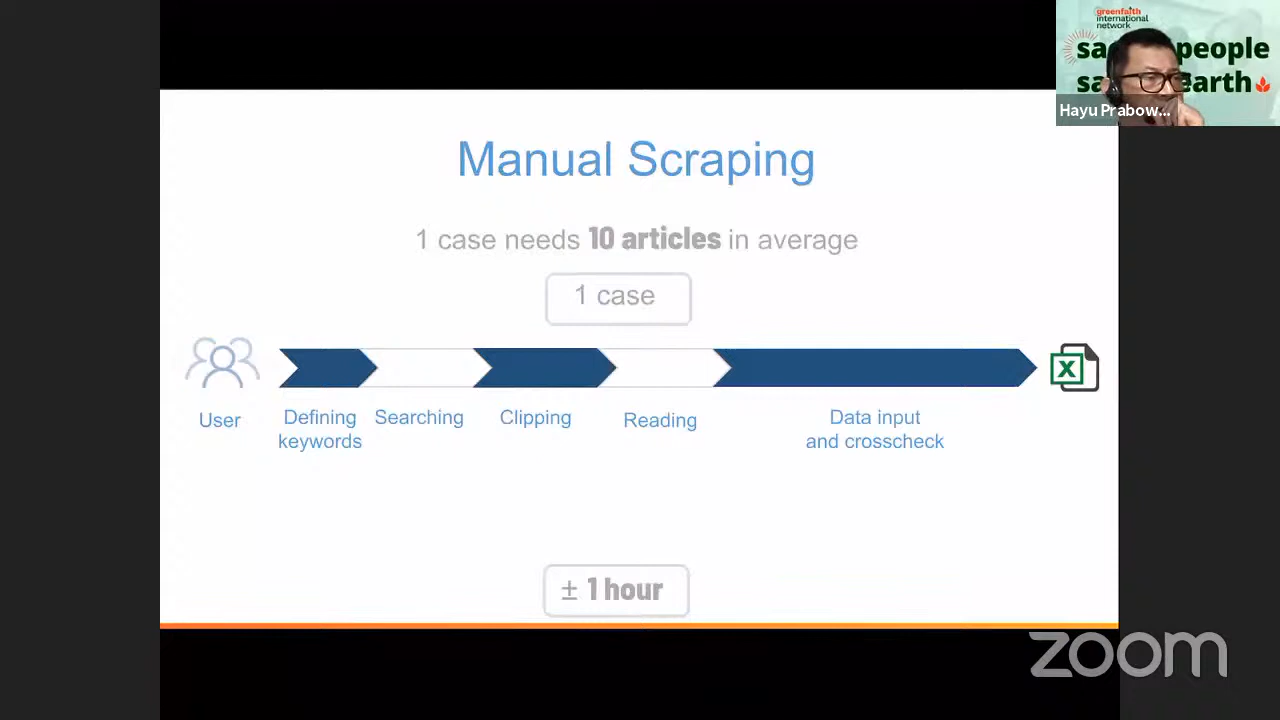 greenfaith
international
network
people
earth
Hayu Prabow...
Manual Scraping
1 case needs 10 articles in average
1 case
X
User
Defining
keywords
Searching
Clipping
Reading
Data input
and crosscheck
± 1 hour
zoom